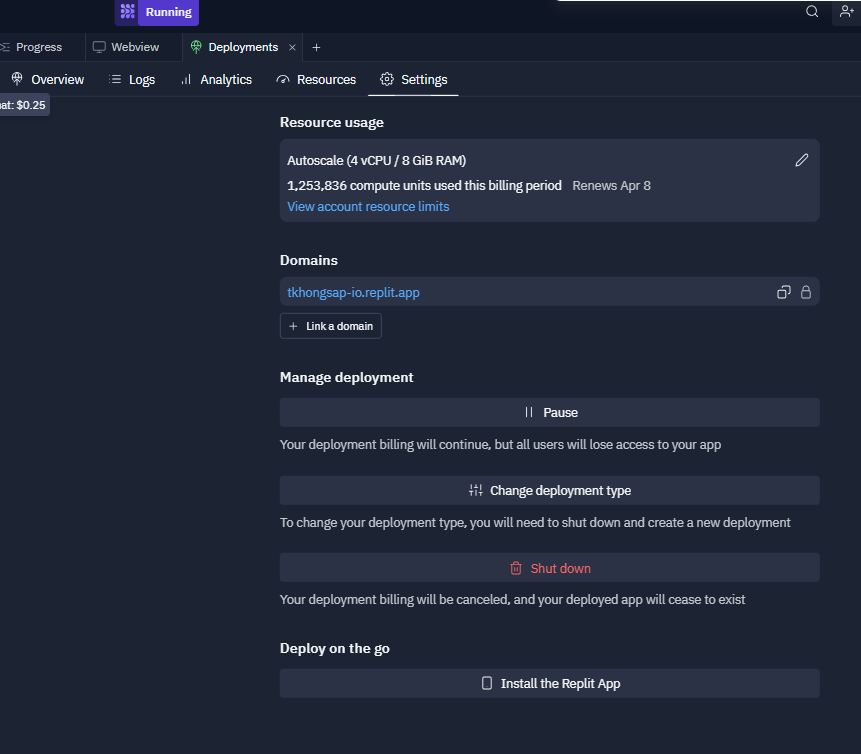 Running
Progress Webview Deployments × +
Overview Logs Analytics Resources Settings
at: $0.25
Resource usage
Autoscale (4 vCPU / 8 GiB RAM)
1,253,836 compute units used this billing period Renews Apr 8
View account resource limits
Domains
tkhongsap-io.replit.app
+ Link a domain
Manage deployment
Pause
Your deployment billing will continue, but all users will lose access to your app
Change deployment type
To change your deployment type, you will need to shut down and create a new deployment
Shut down
Your deployment billing will be canceled, and your deployed app will cease to exist
Deploy on the go
Install the Replit App